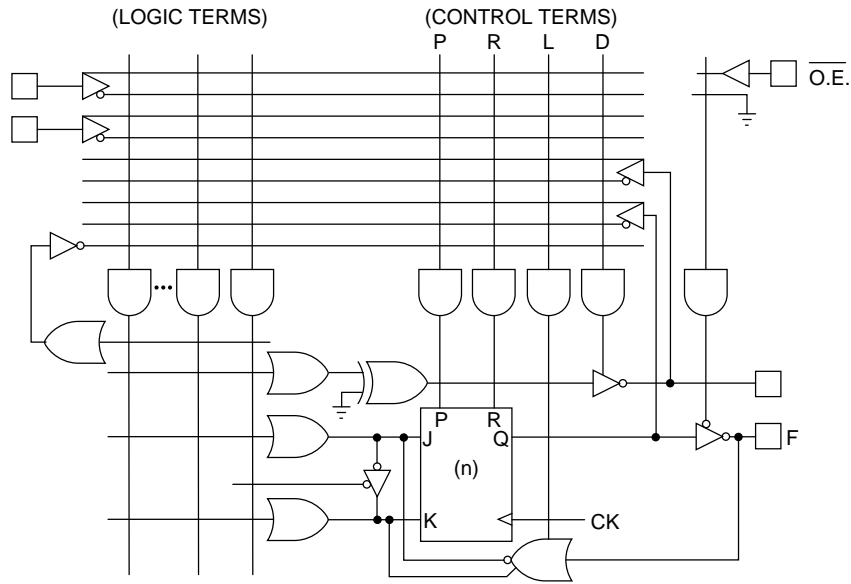 (LOGIC TERMS) (CONTROL TERMS)
P R L D
O.E.
...
P R
J Q
(n)
F
K
CK